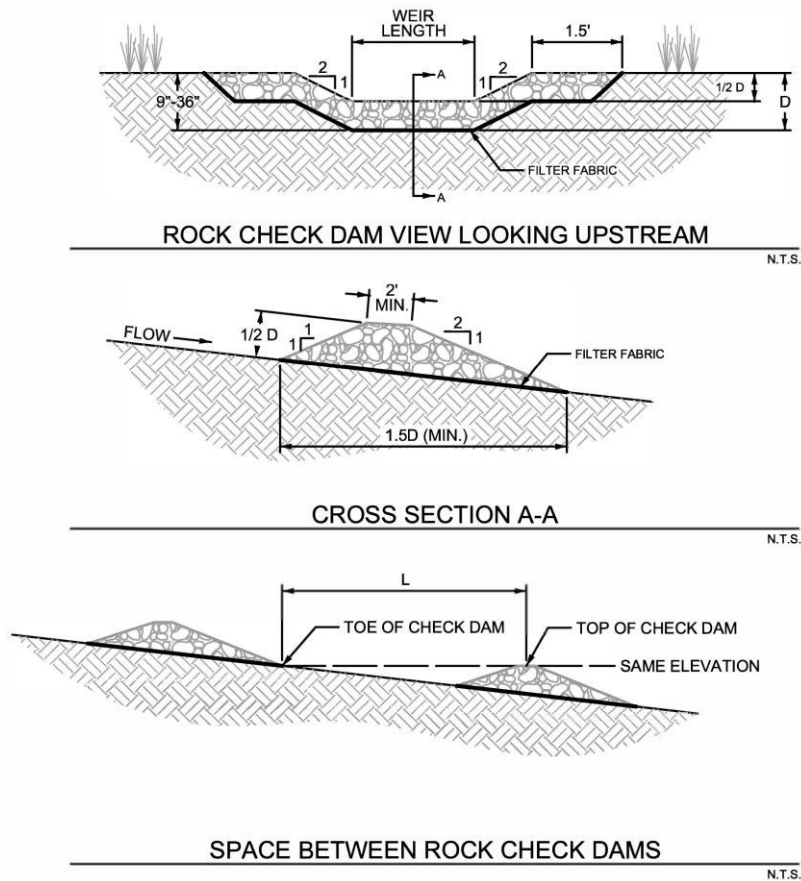 WEIR
LENGTH
1.5'
2
1
A
1
2
9"-36"
1/2 D
D
FILTER FABRIC
A
ROCK CHECK DAM VIEW LOOKING UPSTREAM
N.T.S.
2'
MIN.
FLOW
1/2 D
1
1
2
1
FILTER FABRIC
1.5D (MIN.)
CROSS SECTION A-A
N.T.S.
L
TOE OF CHECK DAM
TOP OF CHECK DAM
SAME ELEVATION
SPACE BETWEEN ROCK CHECK DAMS
N.T.S.